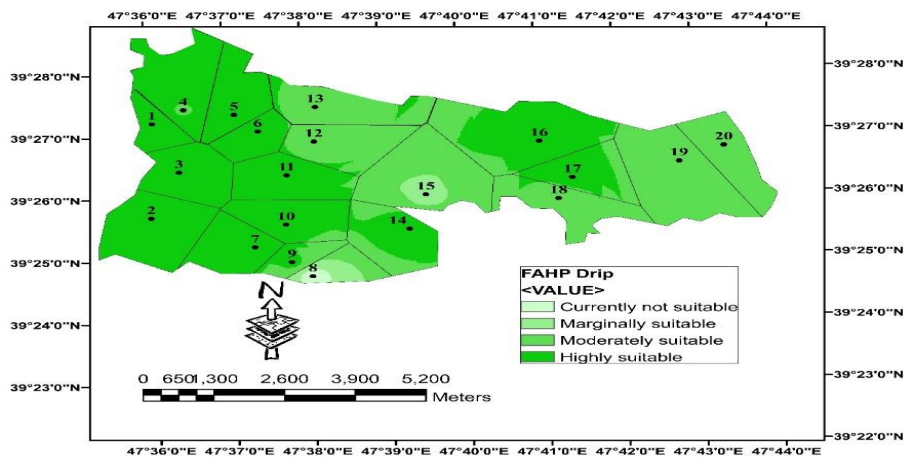 47°36'0"E 47°37'0"E 47°38'0"E 47°40'0"E 47°41'0"E 47°42'0"E 47°43'0"E 47°44'0"E
39°28'0"N 39°28'0"N
13
4
5
1
6
16
20
39°27'0"N 39°27'0"N
12
19
3
11
17
15
18
39°26'0"N 39°26'0"N
2
10
14
7
9
8
39°25'0"N 39°25'0"N
N
FAHP Drip
<VALUE>
Currently not suitable
Marginally suitable
Moderately suitable
Highly suitable
39°24'0"N 39°24'0"N
39°23'0"N 39°23'0"N
0 650 1,300 2,600 3,900 5,200
Meters
39°22'0"N
47°36'0"E 47°37'0"E 47°38'0"E 47°39'0"E 47°40'0"E 47°41'0"E 47°42'0"E 47°43'0"E 47°44'0"E